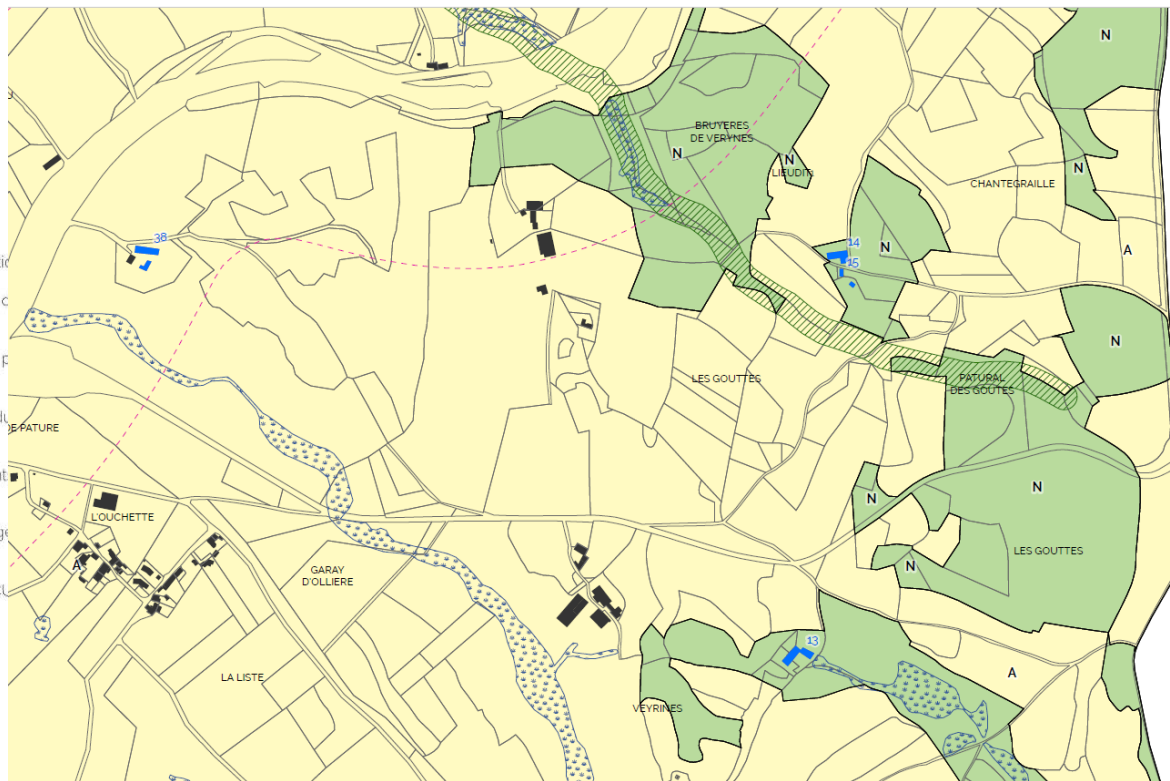 N
BRUYERES
DE VERYNES
N
N
LIEUDIT
N
CHANTEGRAILLE
38
14
N
A
15
N
LES GOUTTES
PATURAL
DES GOUTES
DE PATURE
N
N
L'OUCHETTE
LES GOUTTES
A
GARAY
D'OLLIERE
N
13
LA LISTE
A
VEYRINES